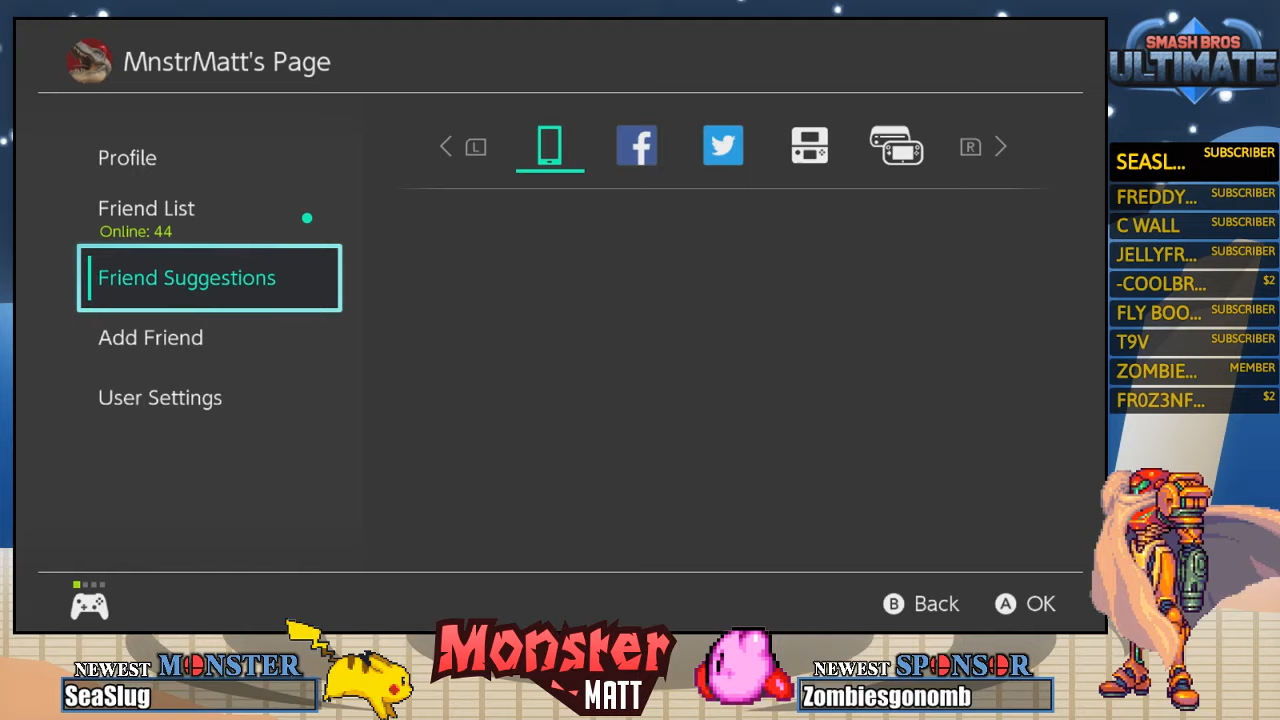 MnstrMatt's Page
Profile
Friend List
Online: 44
Friend Suggestions
Add Friend
User Settings
L
R
B Back
A OK
SMASH BROS
ULTIMATE
SEASL... SUBSCRIBER
FREDDY... SUBSCRIBER
C WALL SUBSCRIBER
JELLYFR... SUBSCRIBER
-COOLBR... $2
FLY BOO... SUBSCRIBER
T9V SUBSCRIBER
ZOMBIE... MEMBER
FR0Z3NF... $2
NEWEST MONSTER
SeaSlug
Monster
MATT
NEWEST SPONSOR
Zombiesgonomb